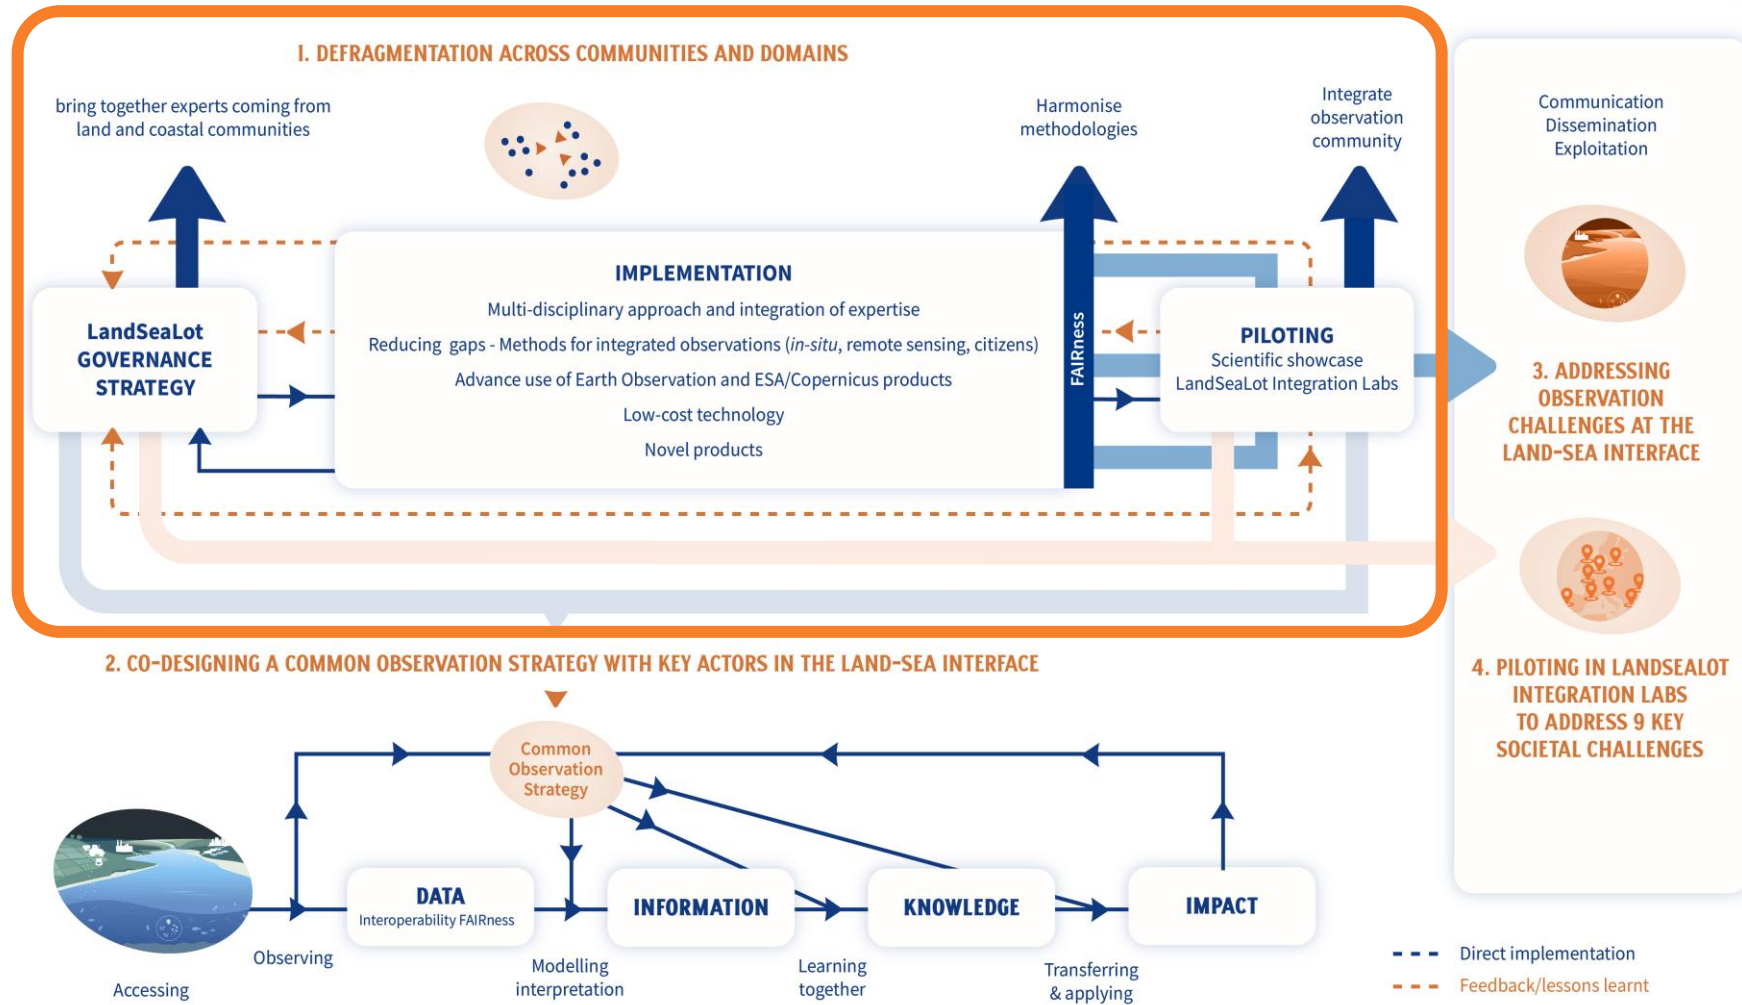 1. DEFRAGMENTATION ACROSS COMMUNITIES AND DOMAINS
bring together experts coming from
land and coastal communities
Harmonise
methodologies
Integrate
observation
community
LandSeaLot
GOVERNANCE
STRATEGY
IMPLEMENTATION
Multi-disciplinary approach and integration of expertise
Reducing gaps - Methods for integrated observations (in-situ, remote sensing, citizens)
Advance use of Earth Observation and ESA/Copernicus products
Low-cost technology
Novel products
FAIRness
PILOTING
Scientific showcase
LandSeaLot Integration Labs
Communication
Dissemination
Exploitation
3. ADDRESSING
OBSERVATION
CHALLENGES AT THE
LAND-SEA INTERFACE
4. PILOTING IN LANDSEALOT
INTEGRATION LABS
TO ADDRESS 9 KEY
SOCIETAL CHALLENGES
2. CO-DESIGNING A COMMON OBSERVATION STRATEGY WITH KEY ACTORS IN THE LAND-SEA INTERFACE
Common
Observation
Strategy
DATA
Interoperability FAIRness
INFORMATION
KNOWLEDGE
IMPACT
Accessing
Observing
Modelling
interpretation
Learning
together
Transferring
& applying
Direct implementation
Feedback/lessons learnt